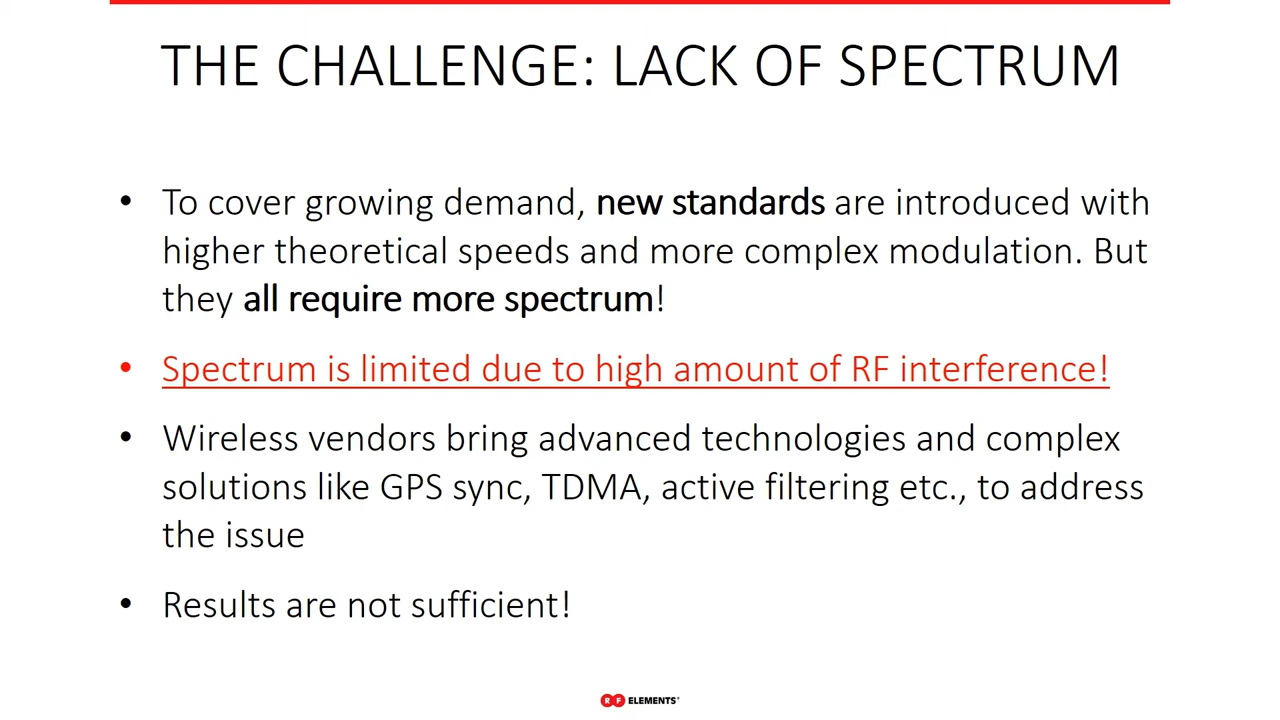 THE CHALLENGE: LACK OF SPECTRUM
• To cover growing demand, new standards are introduced with
higher theoretical speeds and more complex modulation. But
they all require more spectrum!
• Spectrum is limited due to high amount of RF interference!
• Wireless vendors bring advanced technologies and complex
solutions like GPS sync, TDMA, active filtering etc., to address
the issue
• Results are not sufficient!
RF ELEMENTS®